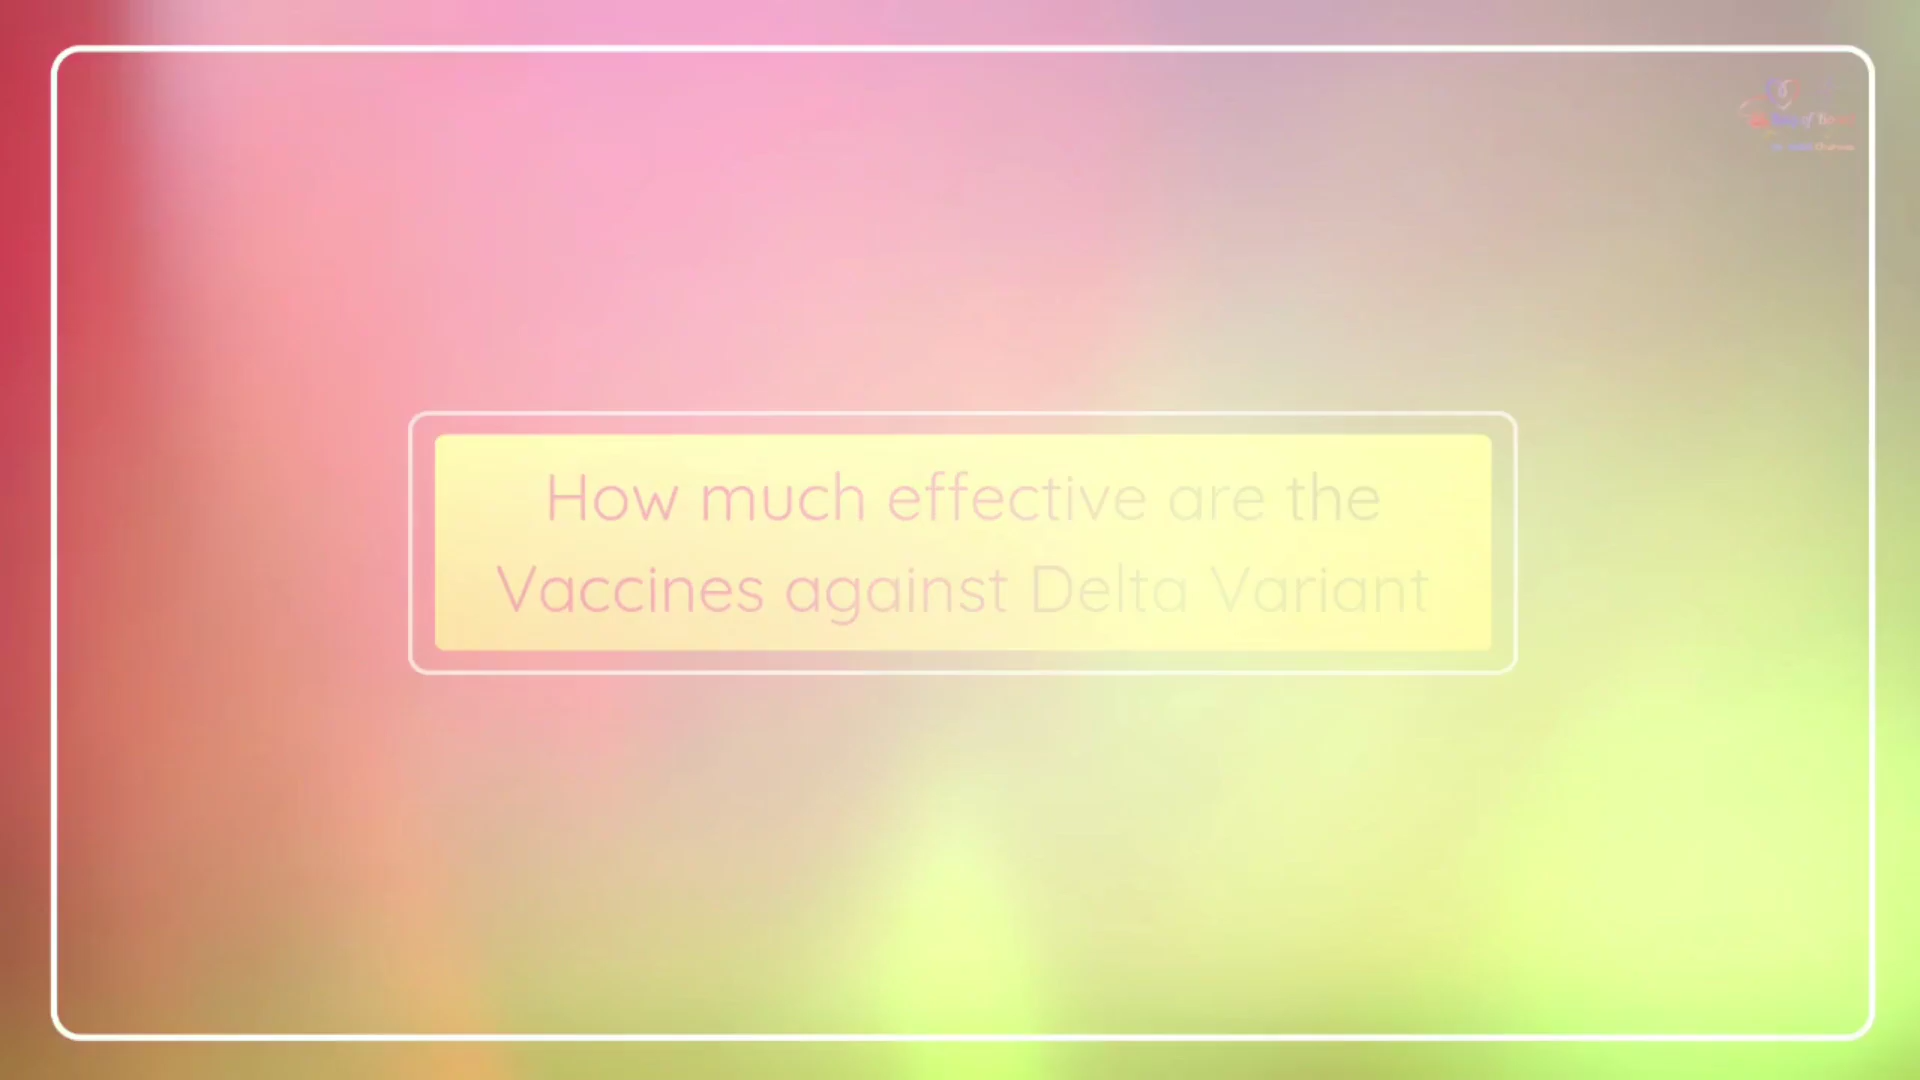 How much effective are the
Vaccines against Delta Variant